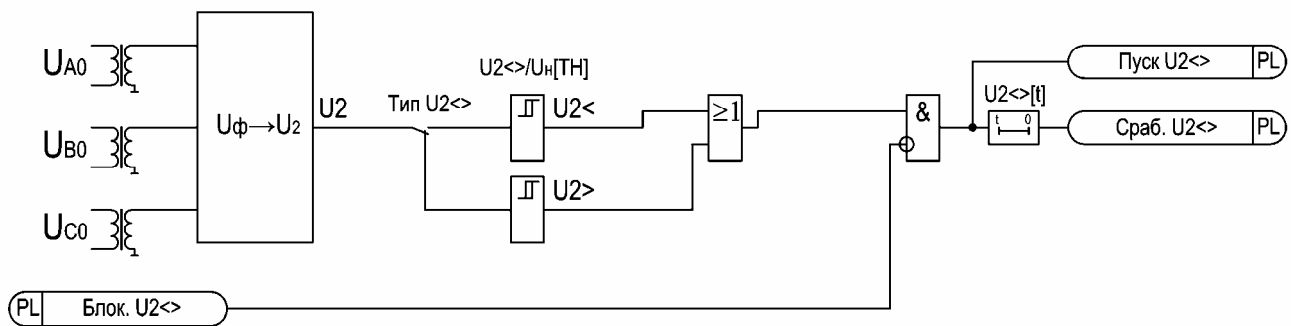 UA0
UB0
UC0
Uф→U2
U2
Тип U2<>
U2<>/Uн[ТН]
U2<
U2>
≥1
&
U2<>[t]
t 0
Пуск U2<> PL
Сраб. U2<> PL
PL Блок. U2<>